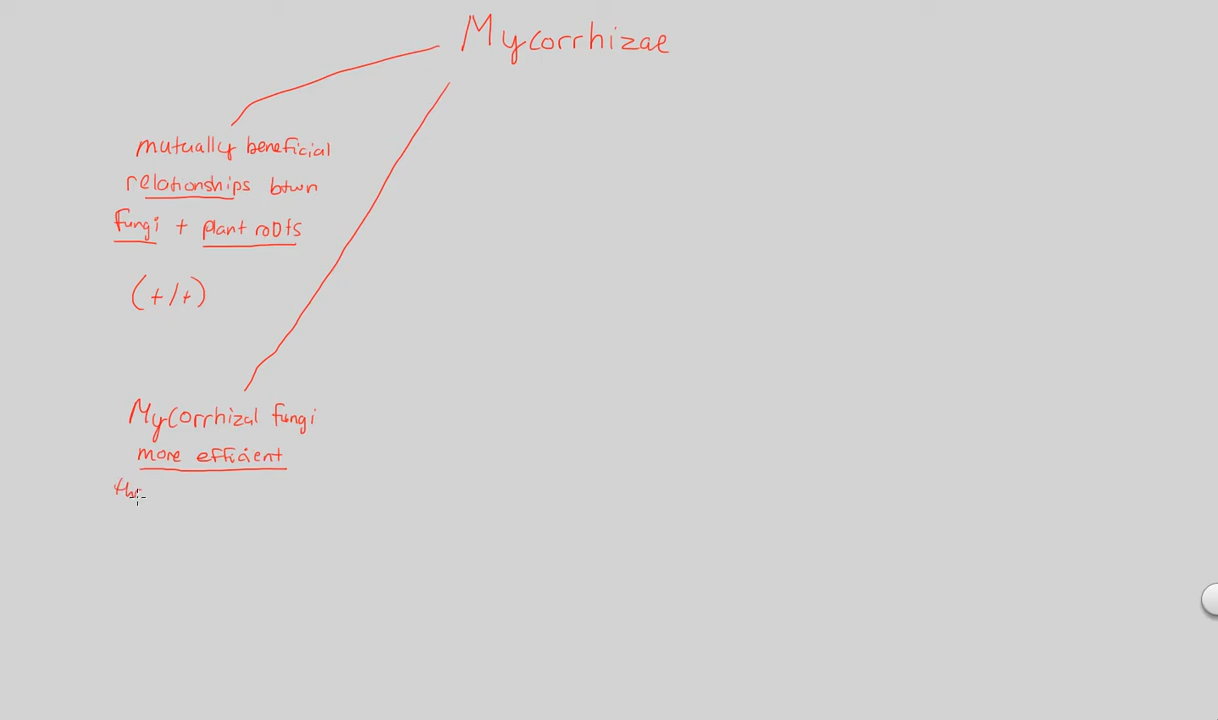 Mycorrhizae
mutually beneficial
relationships btwn
fungi + plant roots
(+/+)
Mycorrhizal fungi
more efficient